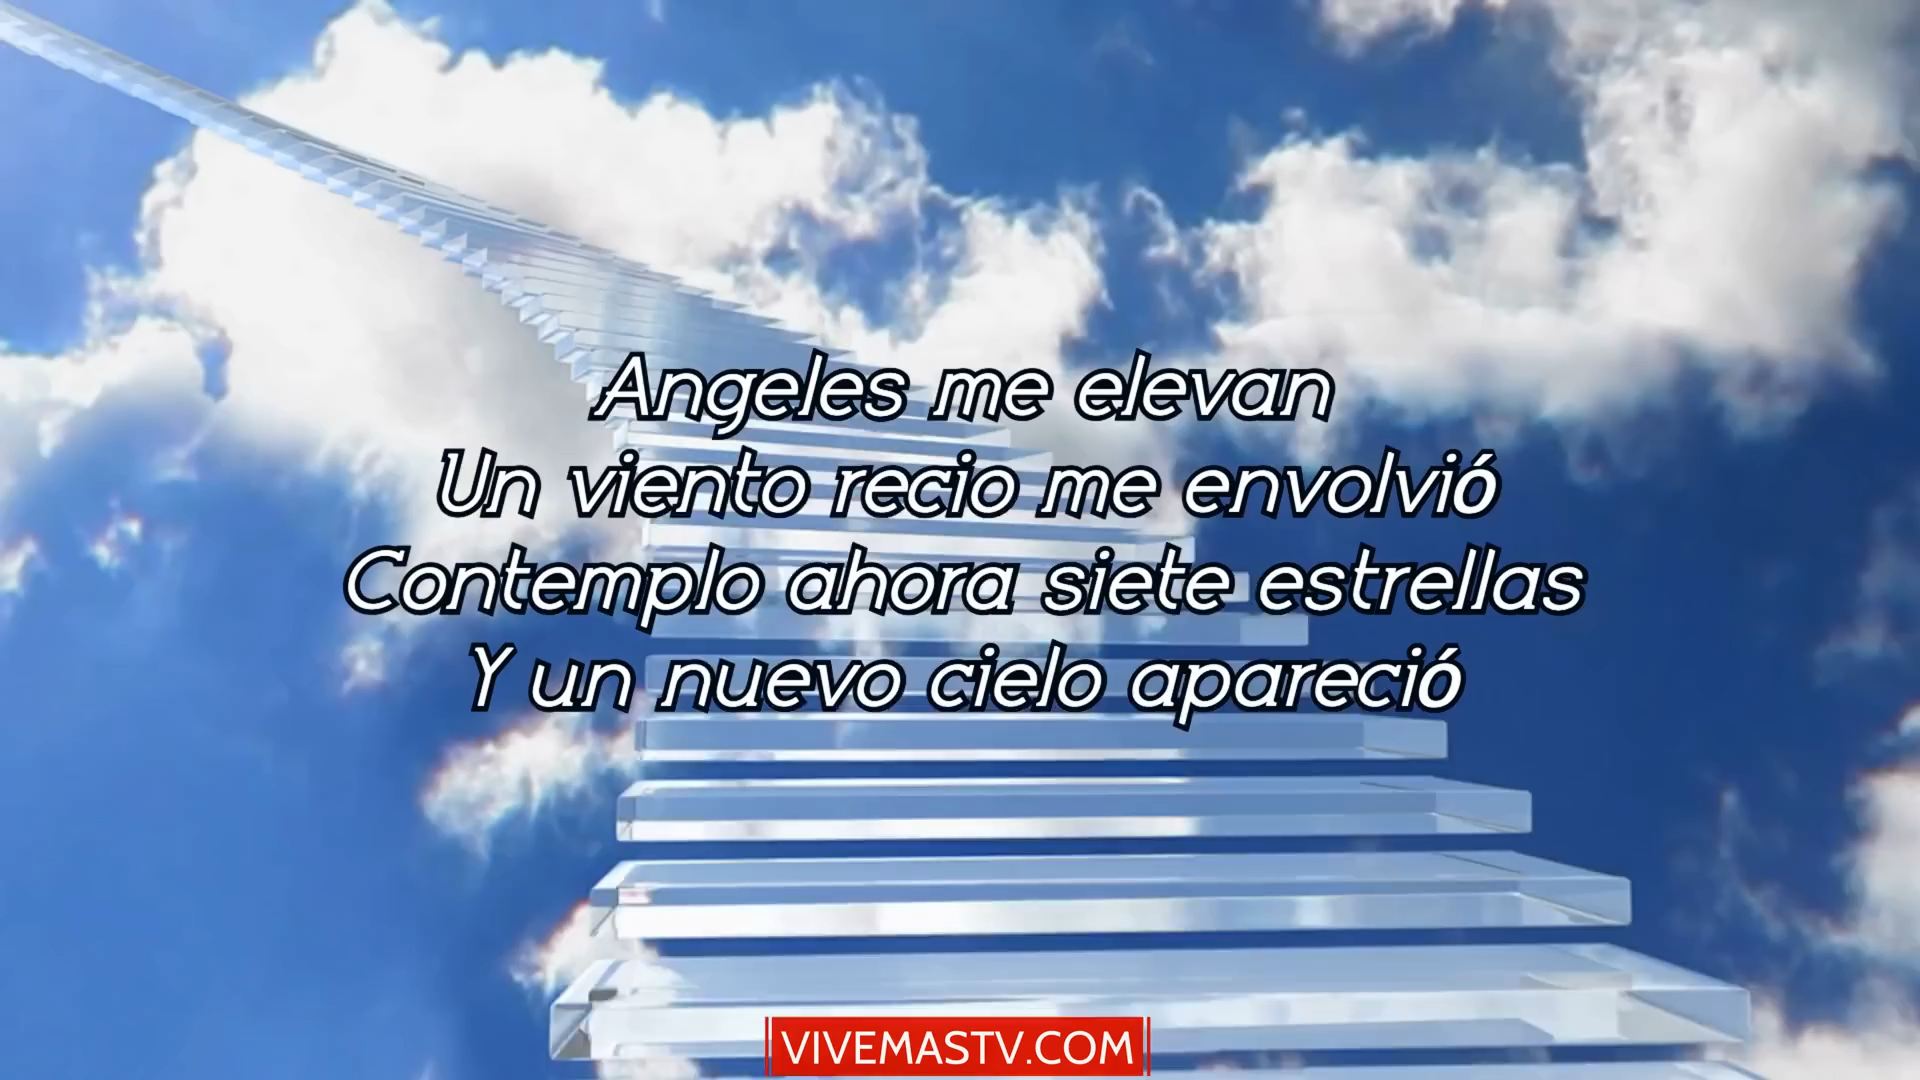 Angeles me elevan
Un viento recio me envolvió
Contemplo ahora siete estrellas
Y un nuevo cielo apareció
VIVEMASTV.COM